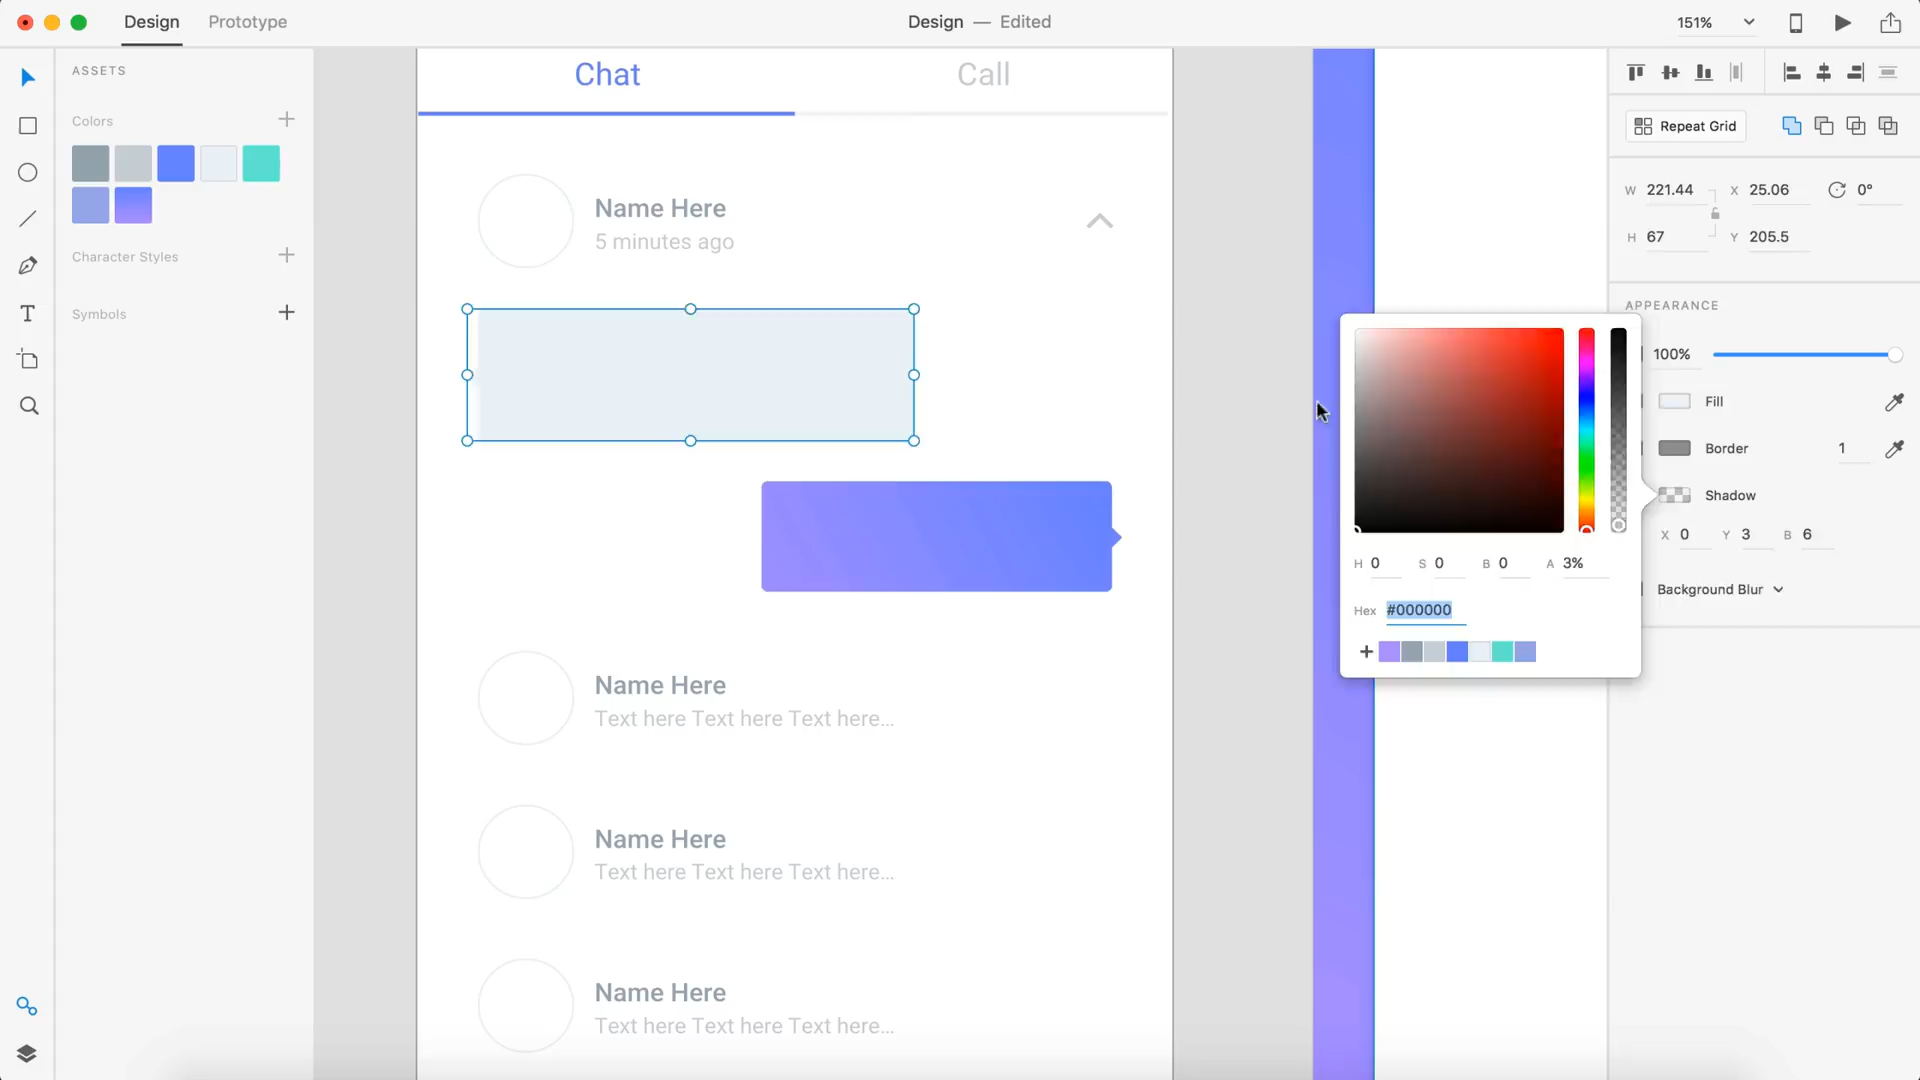 Design Prototype Design — Edited 151%
ASSETS
Colors
Character Styles
Symbols
Chat Call
Name Here
5 minutes ago
Name Here
Text here Text here Text here...
Name Here
Text here Text here Text here...
Name Here
Text here Text here Text here...
H 0 S 0 B 0 A 3%
Hex #000000
Repeat Grid
W 221.44 X 25.06 0°
H 67 Y 205.5
APPEARANCE
100%
Fill
Border 1
Shadow
X 0 Y 3 B 6
Background Blur